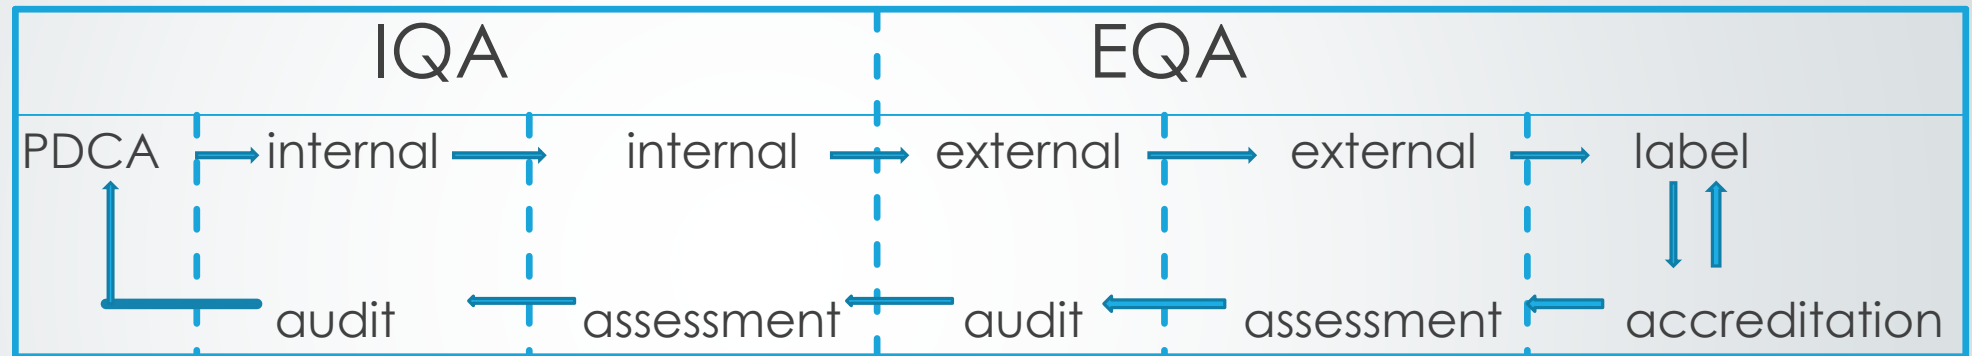 IQA EQA
PDCA internal internal external external label
audit assessment audit assessment accreditation